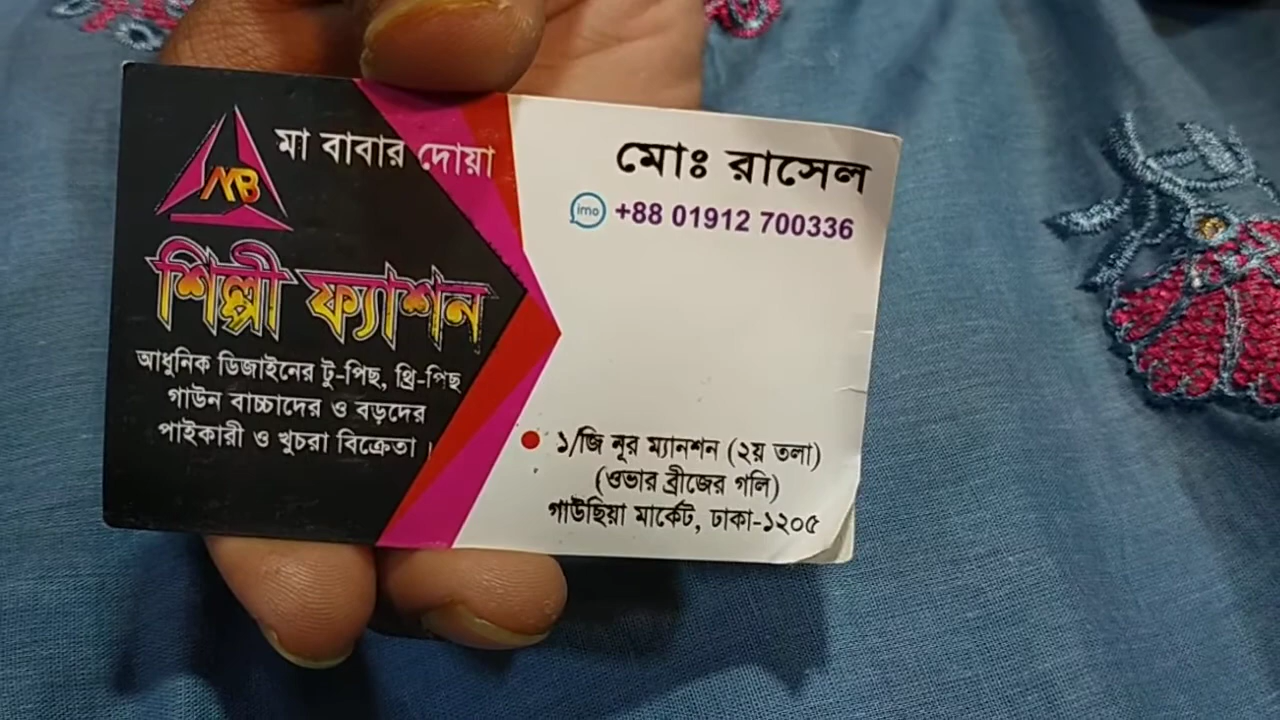 NB
মা বাবার দোয়া
শিল্পী ফ্যাশন
আধুনিক ডিজাইনের টু-পিছ, থ্রি-পিছ
গাউন বাচ্চাদের ও বড়দের
পাইকারী ও খুচরা বিক্রেতা।
মোঃ রাসেল
imo +88 01912 700336
১/জি নূর ম্যানশন (২য় তলা)
(ওভার ব্রীজের গলি)
গাউছিয়া মার্কেট, ঢাকা-১২০৫